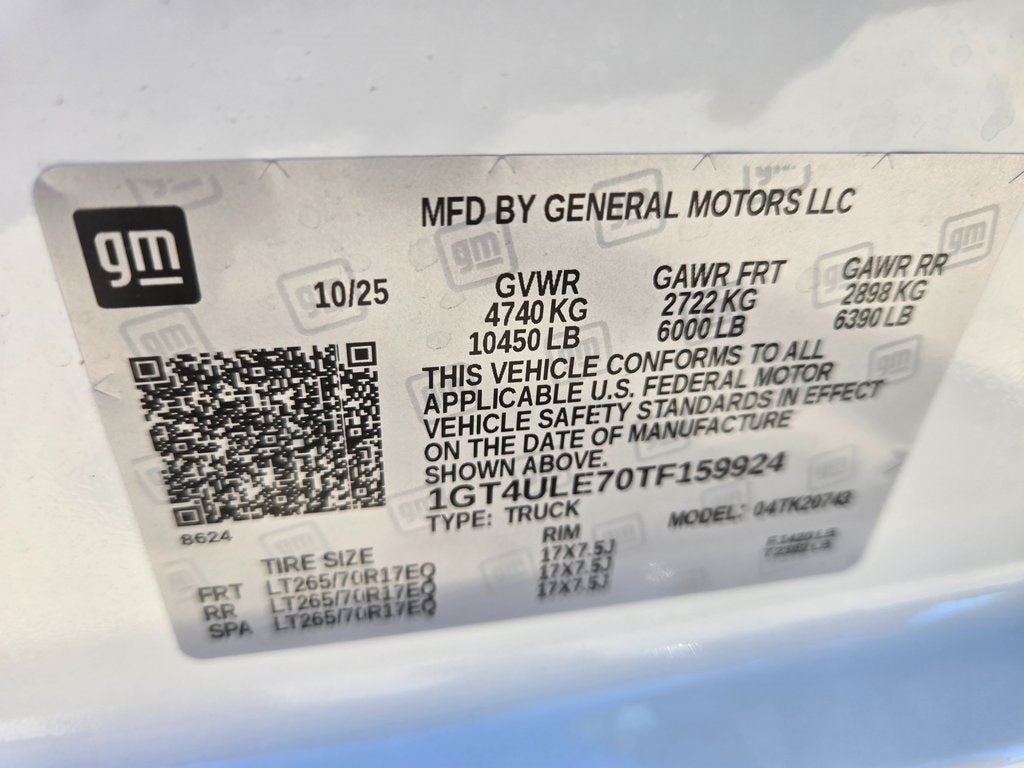 gm
MFD BY GENERAL MOTORS LLC
10/25
GVWR GAWR FRT GAWR RR
4740 KG 2722 KG 2898 KG
10450 LB 6000 LB 6390 LB
THIS VEHICLE CONFORMS TO ALL
APPLICABLE U.S. FEDERAL MOTOR
VEHICLE SAFETY STANDARDS IN EFFECT
ON THE DATE OF MANUFACTURE
SHOWN ABOVE.
1GT4ULE70TF159924
TYPE: TRUCK MODEL: 04TK20743
8624
TIRE SIZE RIM
FRT LT265/70R17EQ 17X7.5J
RR LT265/70R17EQ 17X7.5J
SPA LT265/70R17EQ 17X7.5J